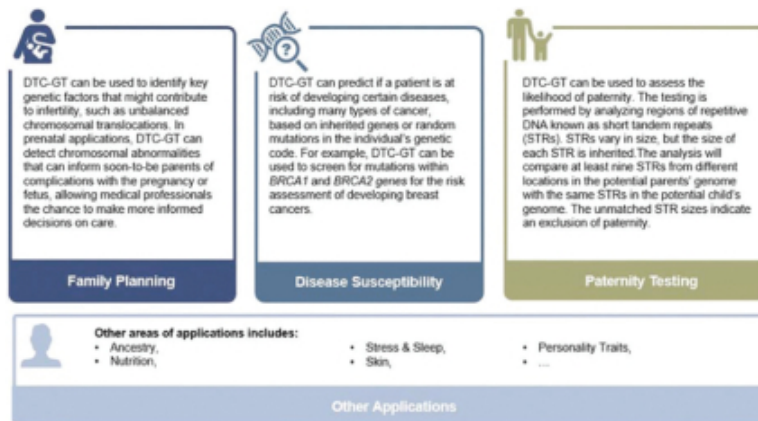 DTC-GT can be used to identify key
genetic factors that might contribute
to infertility, such as unbalanced
chromosomal translocations. In
prenatal applications, DTC-GT can
detect chromosomal abnormalities
that can inform soon-to-be parents of
complications with the pregnancy or
fetus, allowing medical professionals
the chance to make more informed
decisions on care.
Family Planning
?
DTC-GT can predict if a patient is at
risk of developing certain diseases,
including many types of cancer,
based on inherited genes or random
mutations in the individual's genetic
code. For example, DTC-GT can be
used to screen for mutations within
BRCA1 and BRCA2 genes for the risk
assessment of developing breast
cancers.
Disease Susceptibility
DTC-GT can be used to assess the
likelihood of paternity. The testing is
performed by analyzing regions of repetitive
DNA known as short tandem repeats
(STRs). STRs vary in size, but the size of
each STR is inherited.The analysis will
compare at least nine STRs from different
locations in the potential parents' genome
with the same STRs in the potential child's
genome. The unmatched STR sizes indicate
an exclusion of paternity.
Paternity Testing
Other areas of applications includes:
• Ancestry,
• Nutrition,
• Stress & Sleep,
• Skin,
• Personality Traits,
• ...
Other Applications